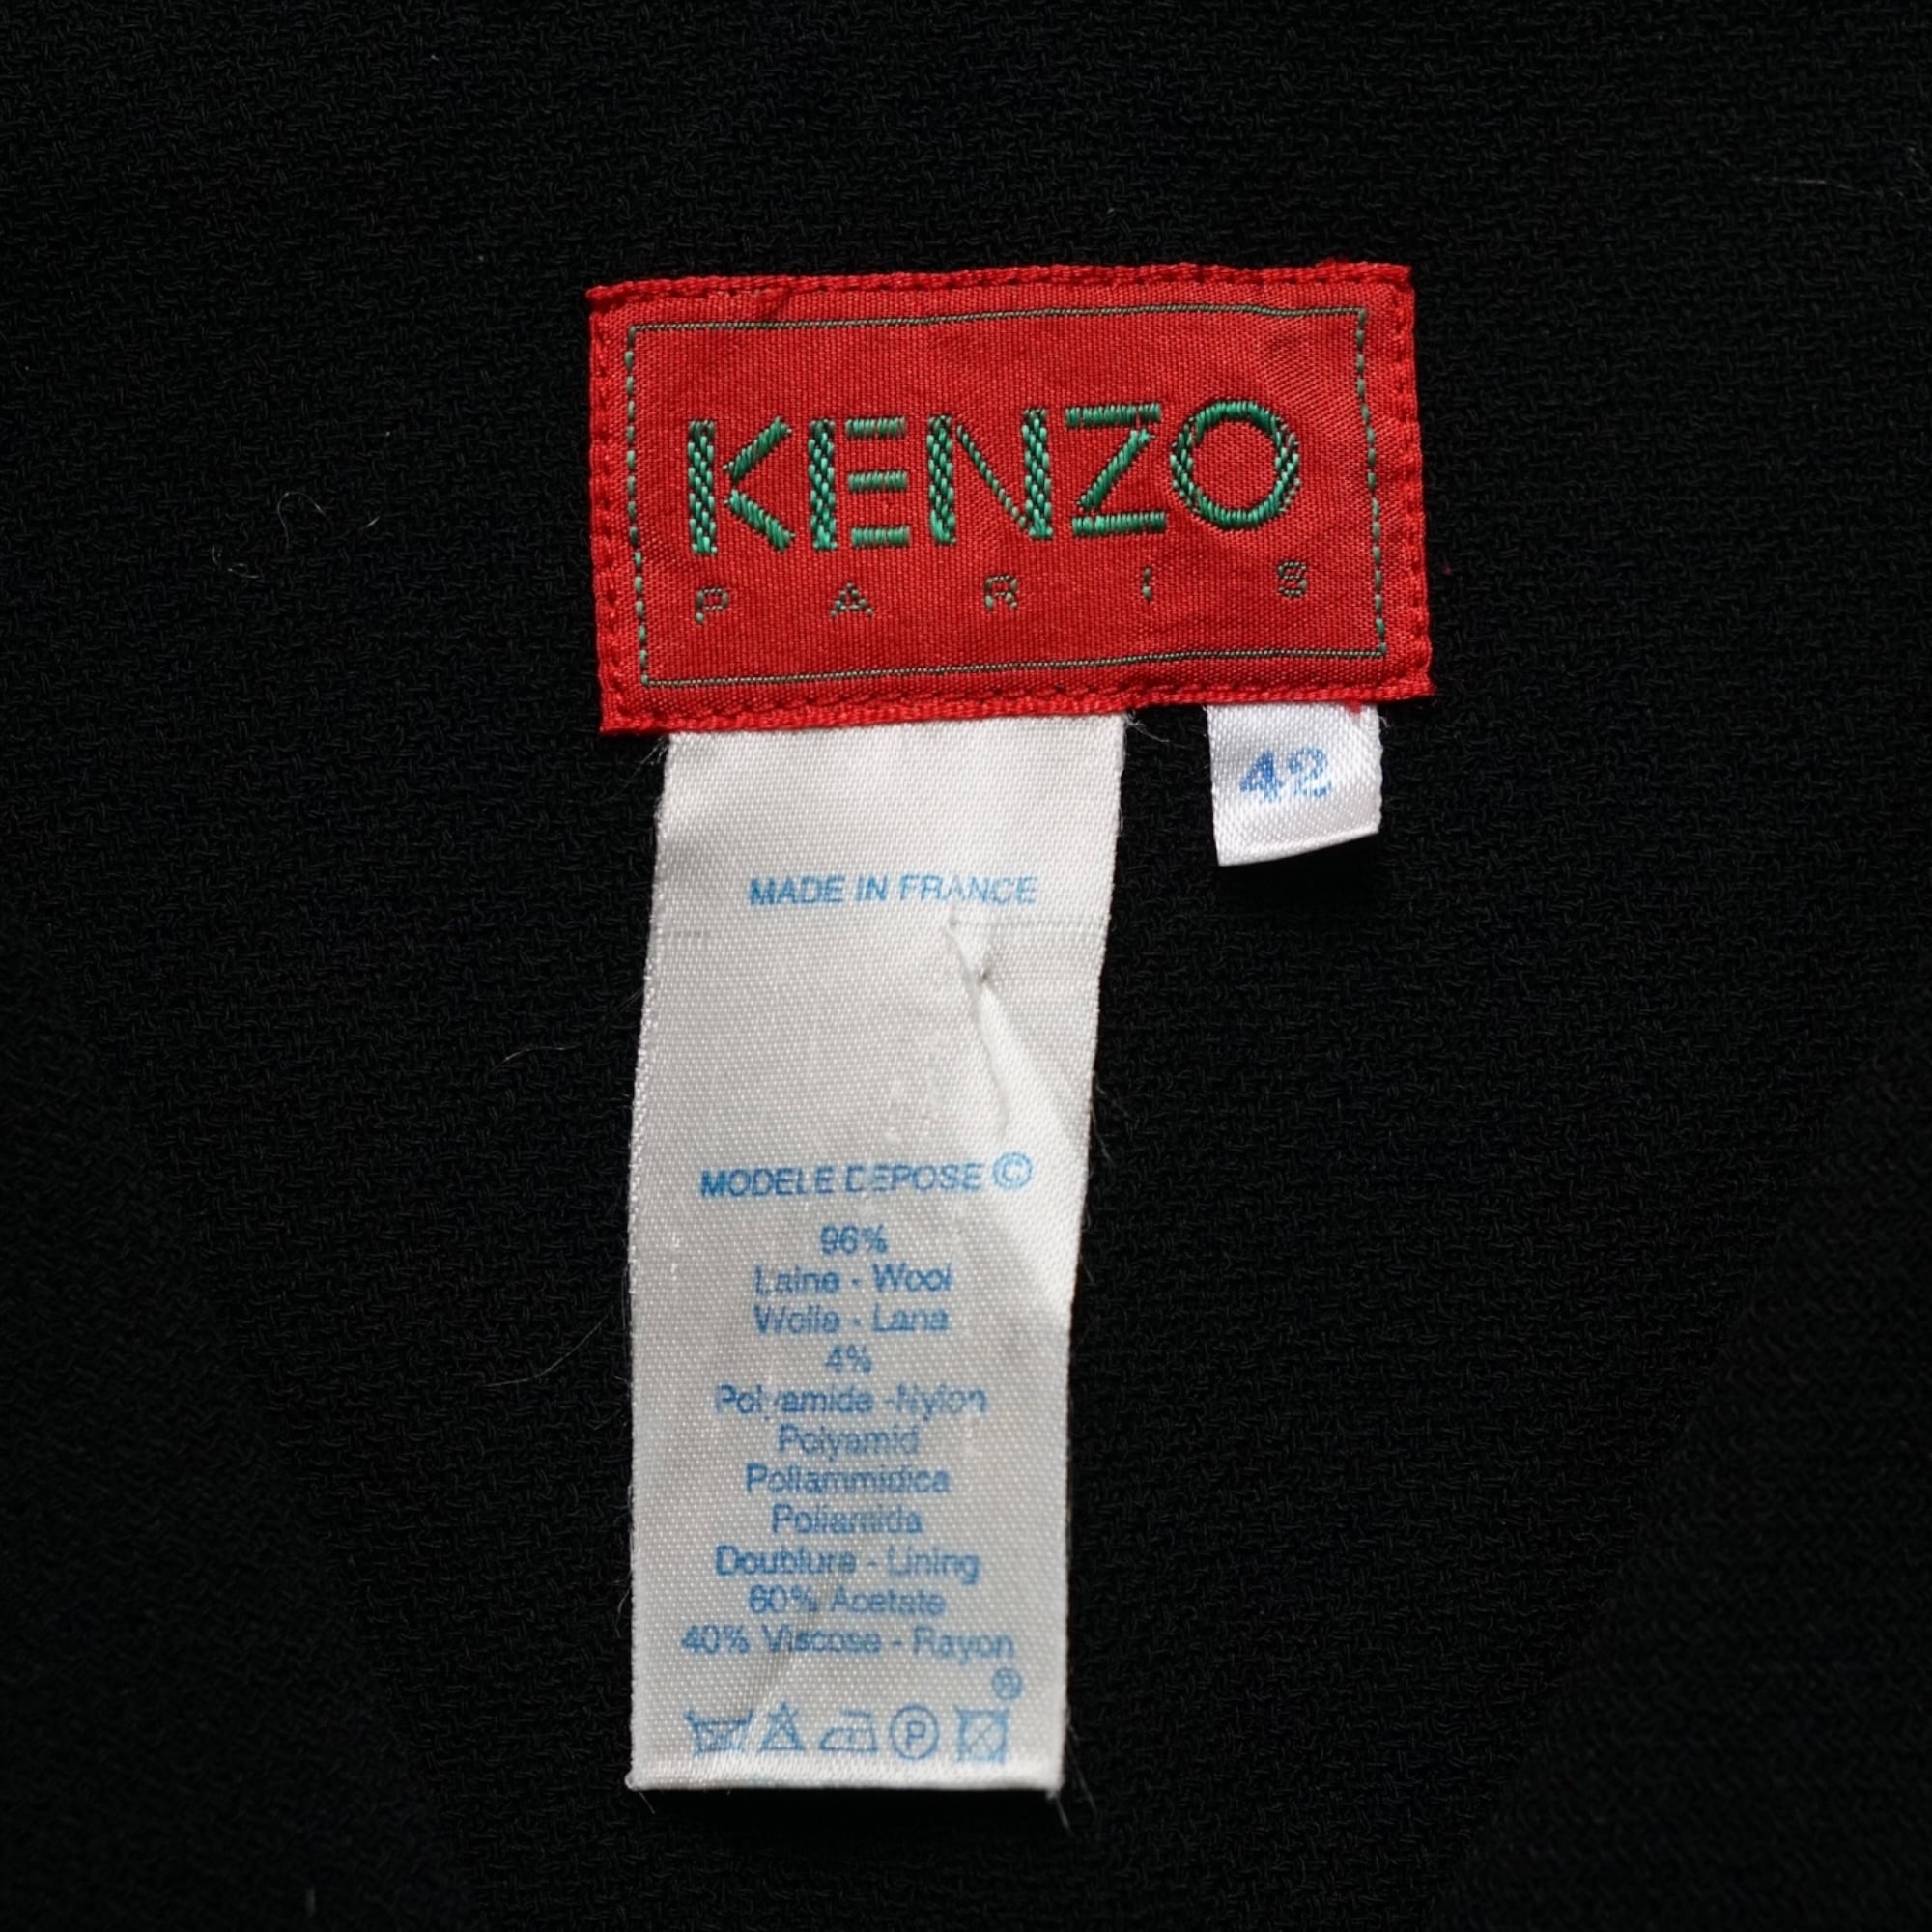 KENZO
PARIS
42
MADE IN FRANCE
MODELE DEPOSE ©
96%
Laine - Wool
Wolle - Lana
4%
Polyamide - Nylon
Polyamid
Poliammidica
Poliamida
Doublure - Lining
60% Acetate
40% Viscose - Rayon
®
P